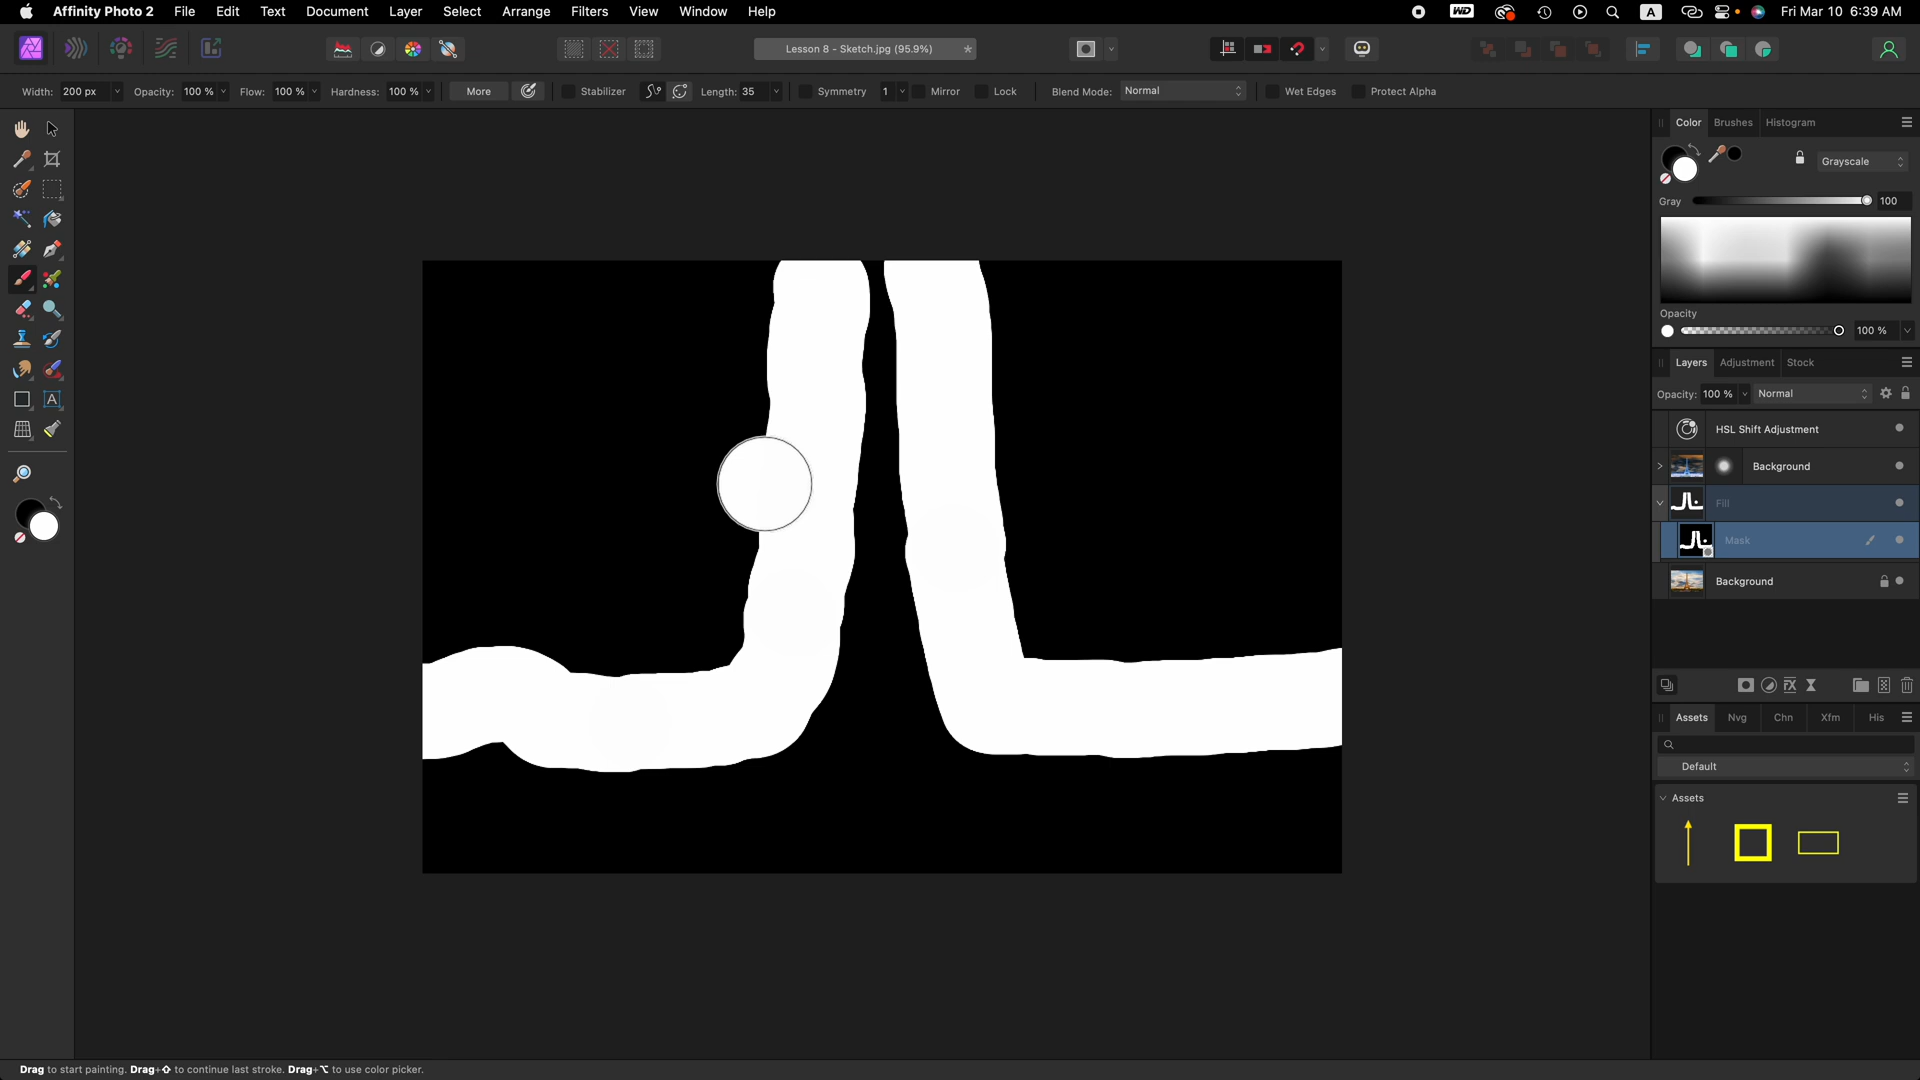 Affinity Photo 2 File Edit Text Document Layer Select Arrange Filters View Window Help WD A Fri Mar 10 6:39 AM
Lesson 8 - Sketch.jpg (95.9%)
Width: 200 px Opacity: 100 % Flow: 100 % Hardness: 100 % More Stabilizer Length: 35 Symmetry 1 Mirror Lock Blend Mode: Normal Wet Edges Protect Alpha
Color Brushes Histogram
Grayscale
Gray 100
Opacity
100 %
Layers Adjustment Stock
Opacity: 100 % Normal
HSL Shift Adjustment
Background
Fill
Mask
Background
Assets Nvg Chn Xfm His
Default
Assets
Drag to start painting. Drag+⇧ to continue last stroke. Drag+⌥ to use color picker.